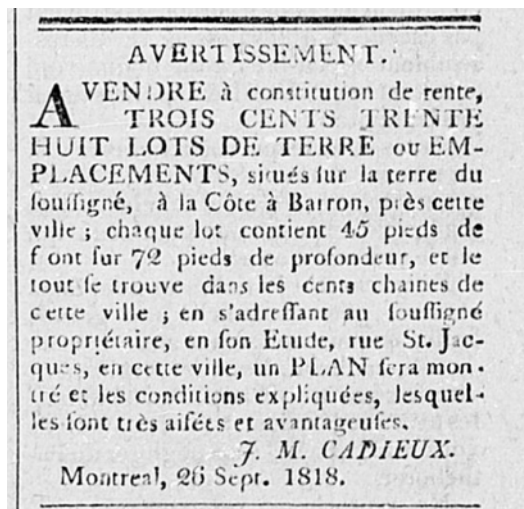 AVERTISSEMENT.
A VENDRE à constitution de rente,
TROIS CENTS TRENTE
HUIT LOTS DE TERRE ou EM-
PLACEMENTS, situés ſur la terre du
ſouſſigné, à la Côte à Barron, près cette
ville ; chaque lot contient 45 pieds de
front ſur 72 pieds de profondeur, et le
tout ſe trouve dans les cents chaines de
cette ville ; en s'adreſſant au ſouſſigné
propriétaire, en ſon Etude, rue St. Jac-
ques, en cette ville, un PLAN ſera mon-
tré et les conditions expliquées, lesquel-
les ſont très aiſées et avantageuſes.
J. M. CADIEUX.
Montreal, 26 Sept. 1818.